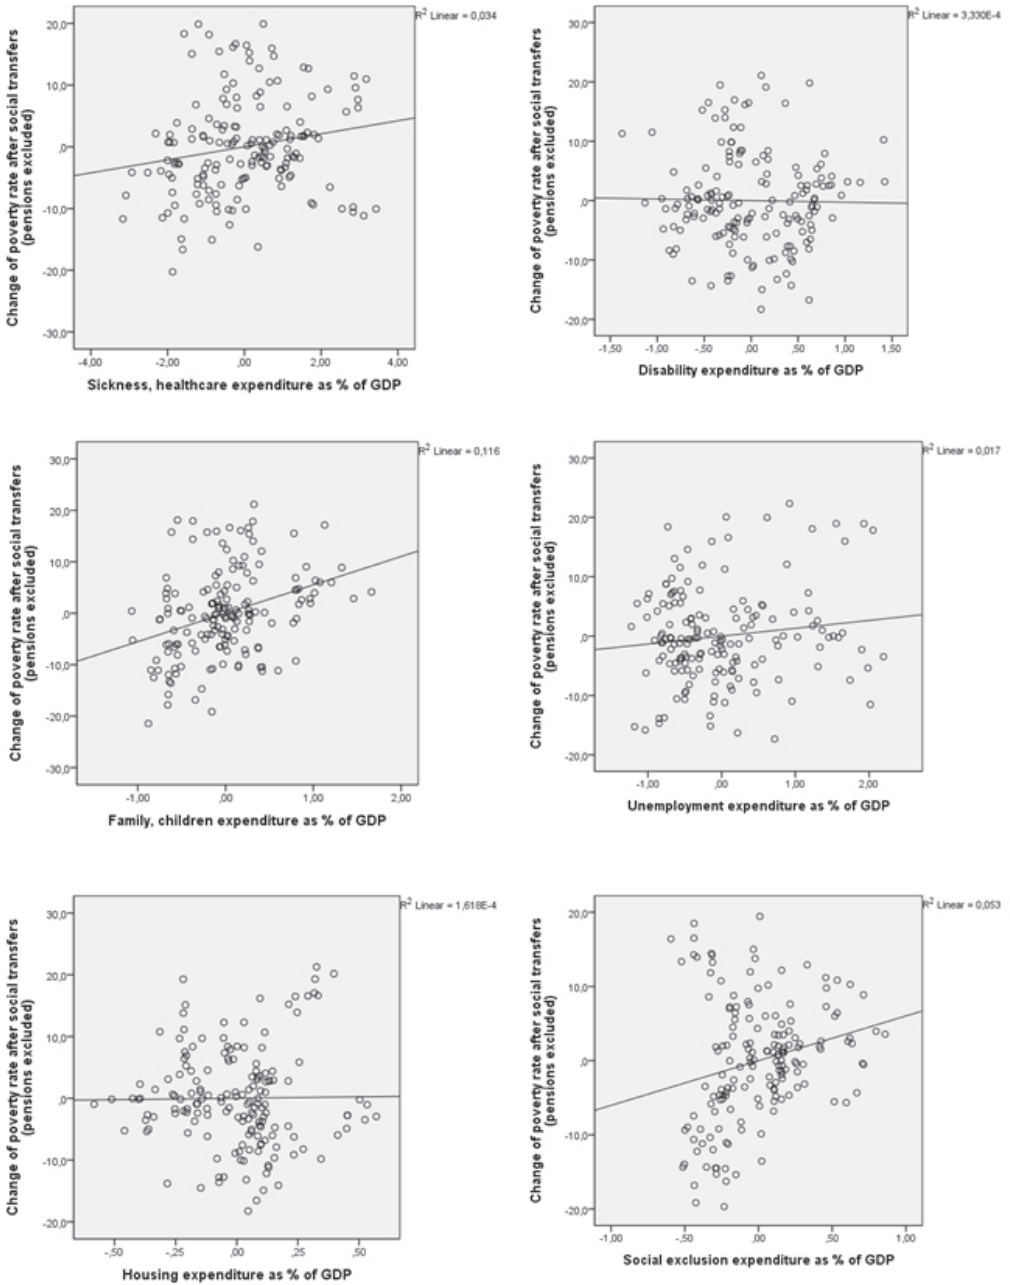 R² Linear = 0,034
Change of poverty rate after social transfers
(pensions excluded)
20,0
10,0
,0
-10,0
-20,0
-30,0
-4,00 -2,00 ,00 2,00 4,00
Sickness, healthcare expenditure as % of GDP
R² Linear = 3,330E-4
Change of poverty rate after social transfers
(pensions excluded)
30,0
20,0
10,0
,0
-10,0
-20,0
-1,50 -1,00 -,50 ,00 ,50 1,00 1,50
Disability expenditure as % of GDP
R² Linear = 0,116
Change of poverty rate after social transfers
(pensions excluded)
30,0
20,0
10,0
,0
-10,0
-20,0
-30,0
-1,00 ,00 1,00 2,00
Family, children expenditure as % of GDP
R² Linear = 0,017
Change of poverty rate after social transfers
(pensions excluded)
30,0
20,0
10,0
,0
-10,0
-20,0
-1,00 ,00 1,00 2,00
Unemployment expenditure as % of GDP
R² Linear = 1,618E-4
Change of poverty rate after social transfers
(pensions excluded)
30,0
20,0
10,0
,0
-10,0
-20,0
-,50 -,25 ,00 ,25 ,50
Housing expenditure as % of GDP
R² Linear = 0,053
Change of poverty rate after social transfers
(pensions excluded)
20,0
10,0
,0
-10,0
-20,0
-1,00 -,50 ,00 ,50 1,00
Social exclusion expenditure as % of GDP